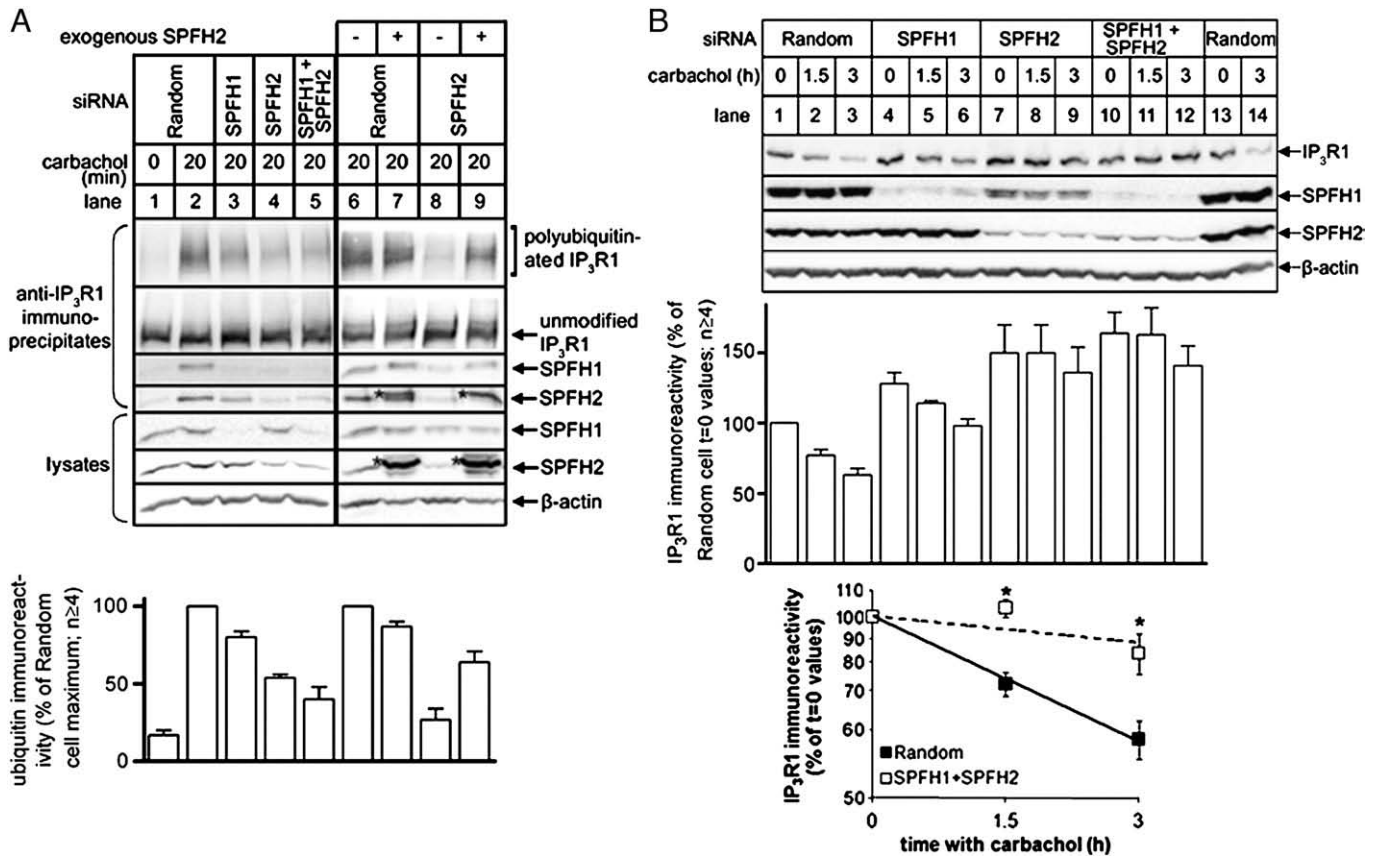 A
exogenous SPFH2 - + - +
siRNA Random SPFH1 SPFH2 SPFH1 + SPFH2 Random SPFH2
carbachol (min) 0 20 20 20 20 20 20 20 20
lane 1 2 3 4 5 6 7 8 9
anti-IP3R1
immuno-
precipitates
polyubiquitin-
ated IP3R1
unmodified
IP3R1
SPFH1
* * SPFH2
lysates
SPFH1
* * SPFH2
β-actin
ubiquitin immunoreact-
ivity (% of Random
cell maximum; n≥4)
100
50
0
B
siRNA Random SPFH1 SPFH2 SPFH1 + SPFH2 Random
carbachol (h) 0 1.5 3 0 1.5 3 0 1.5 3 0 1.5 3 0 3
lane 1 2 3 4 5 6 7 8 9 10 11 12 13 14
IP3R1
SPFH1
SPFH2
β-actin
IP3R1 immunoreactivity (% of
Random cell t=0 values; n≥4)
150
100
50
0
IP3R1 immunoreactivity
(% of t=0 values)
110
100
90
80
70
60
50
* *
Random
SPFH1+SPFH2
0 1.5 3
time with carbachol (h)